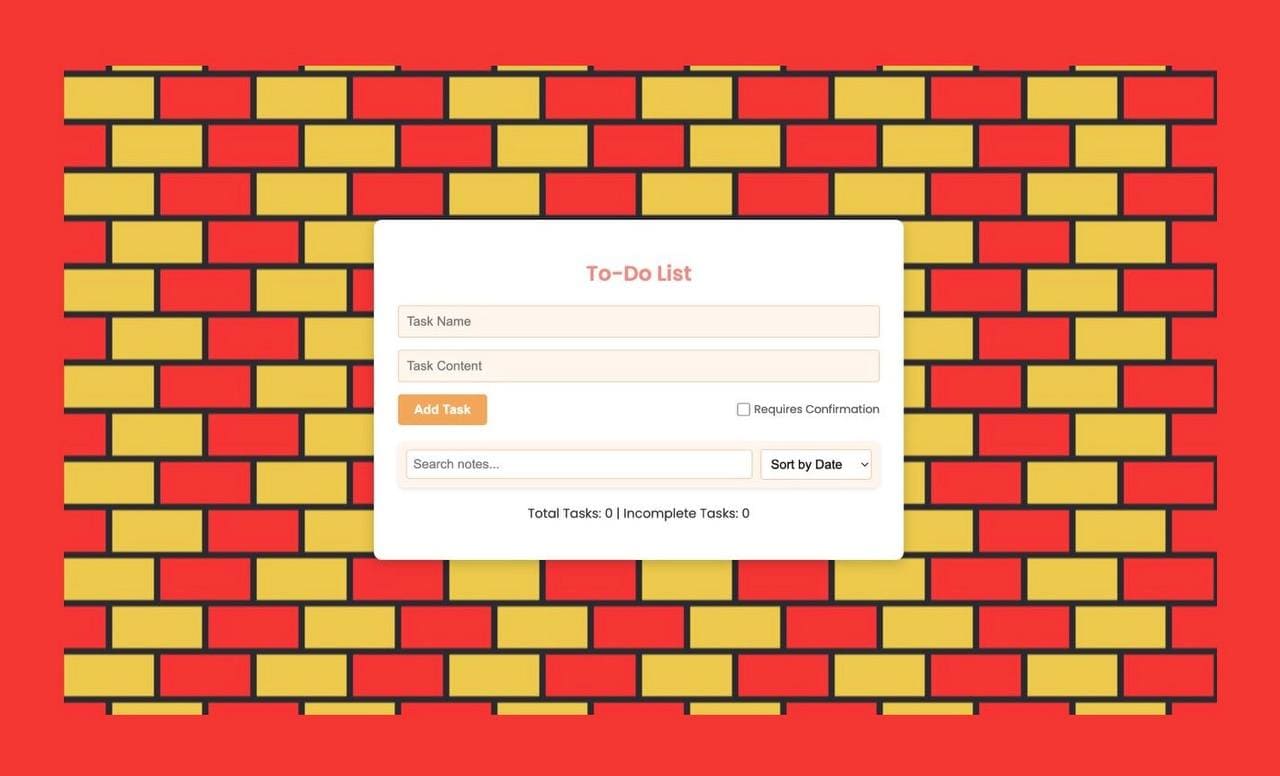 To-Do List
Task Name
Task Content
Add Task
Requires Confirmation
Search notes...
Sort by Date
Total Tasks: 0 | Incomplete Tasks: 0